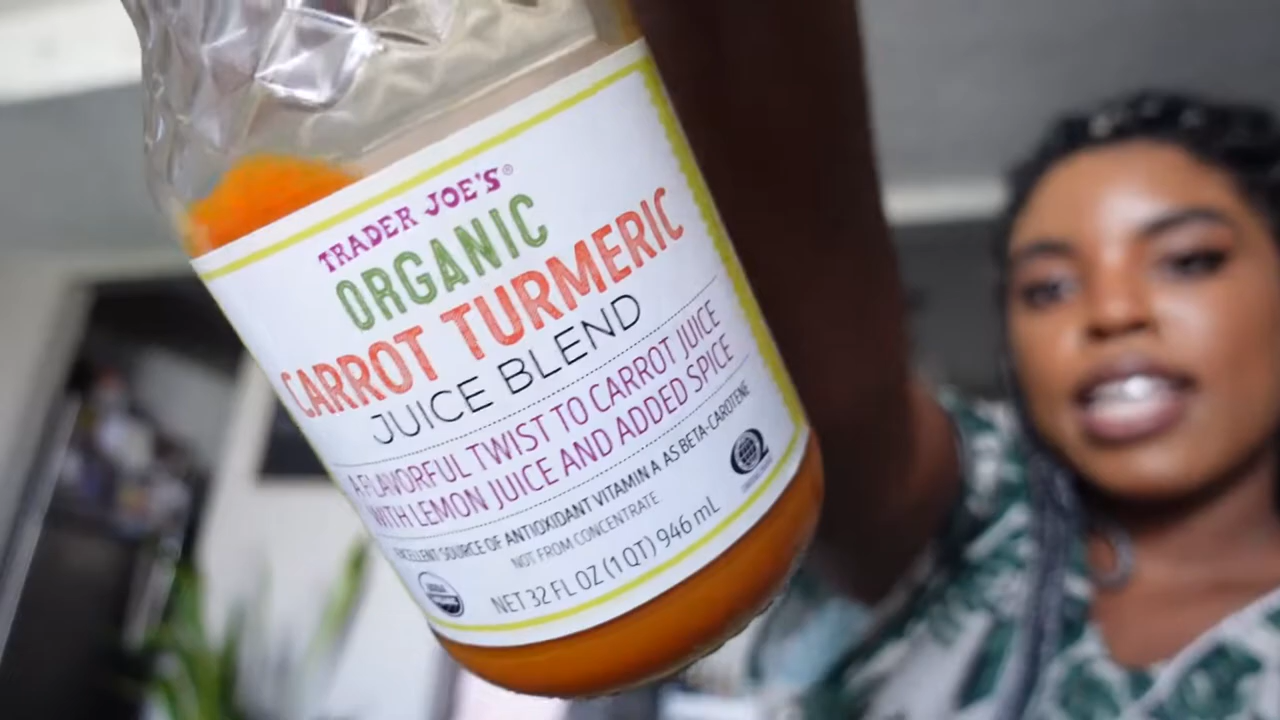 TRADER JOE'S®
ORGANIC
CARROT TURMERIC
JUICE BLEND
A FLAVORFUL TWIST TO CARROT JUICE
WITH LEMON JUICE AND ADDED SPICE
EXCELLENT SOURCE OF ANTIOXIDANT VITAMIN A AS BETA-CAROTENE
NOT FROM CONCENTRATE
NET 32 FL OZ (1 QT) 946 mL